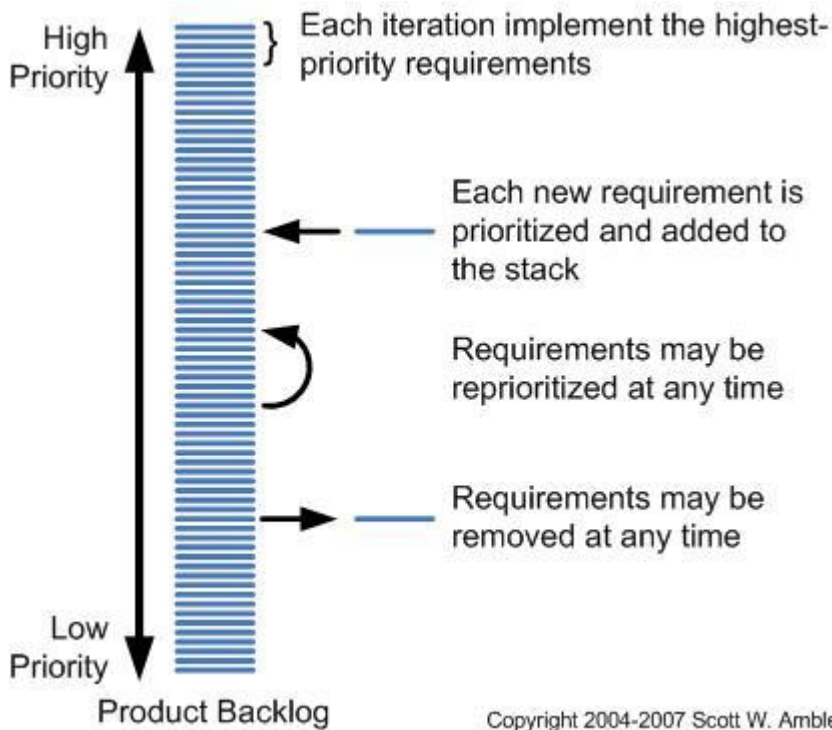 High
Priority
Each iteration implement the highest-
priority requirements
Each new requirement is
prioritized and added to
the stack
Requirements may be
reprioritized at any time
Requirements may be
removed at any time
Low
Priority
Product Backlog
Copyright 2004-2007 Scott W.